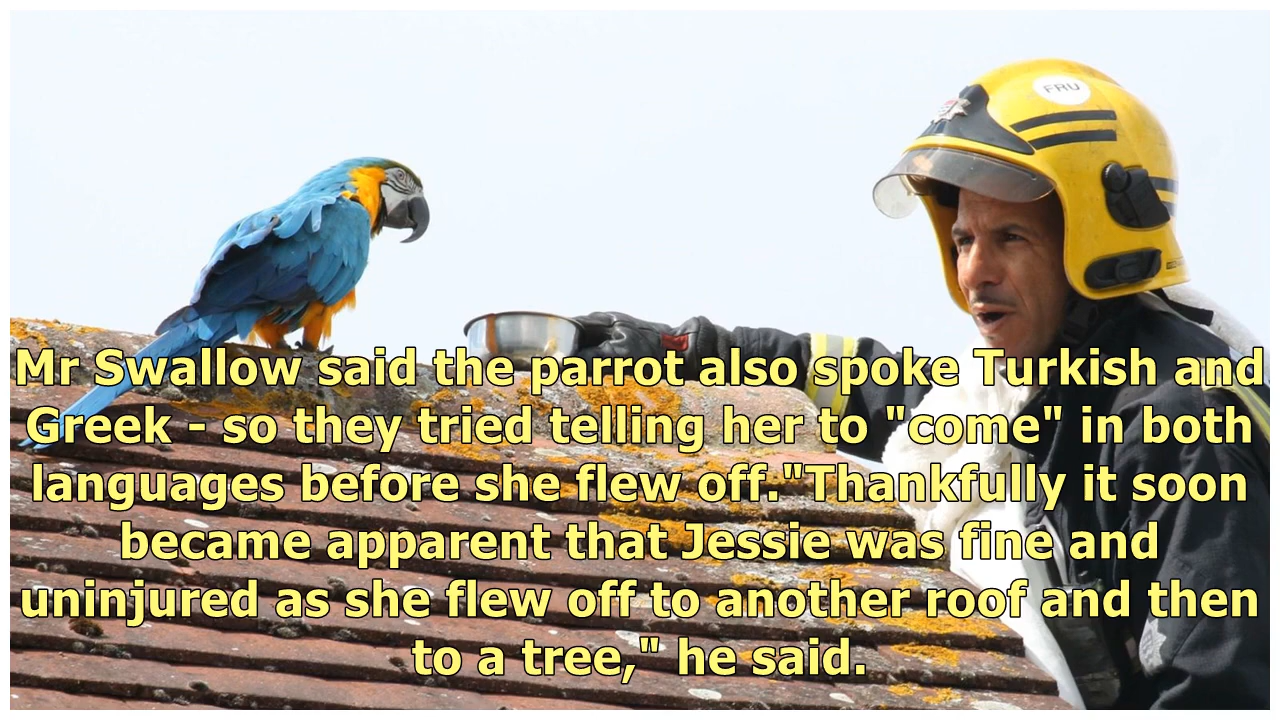 FRU
Mr Swallow said the parrot also spoke Turkish and
Greek - so they tried telling her to "come" in both
languages before she flew off."Thankfully it soon
became apparent that Jessie was fine and
uninjured as she flew off to another roof and then
to a tree," he said.